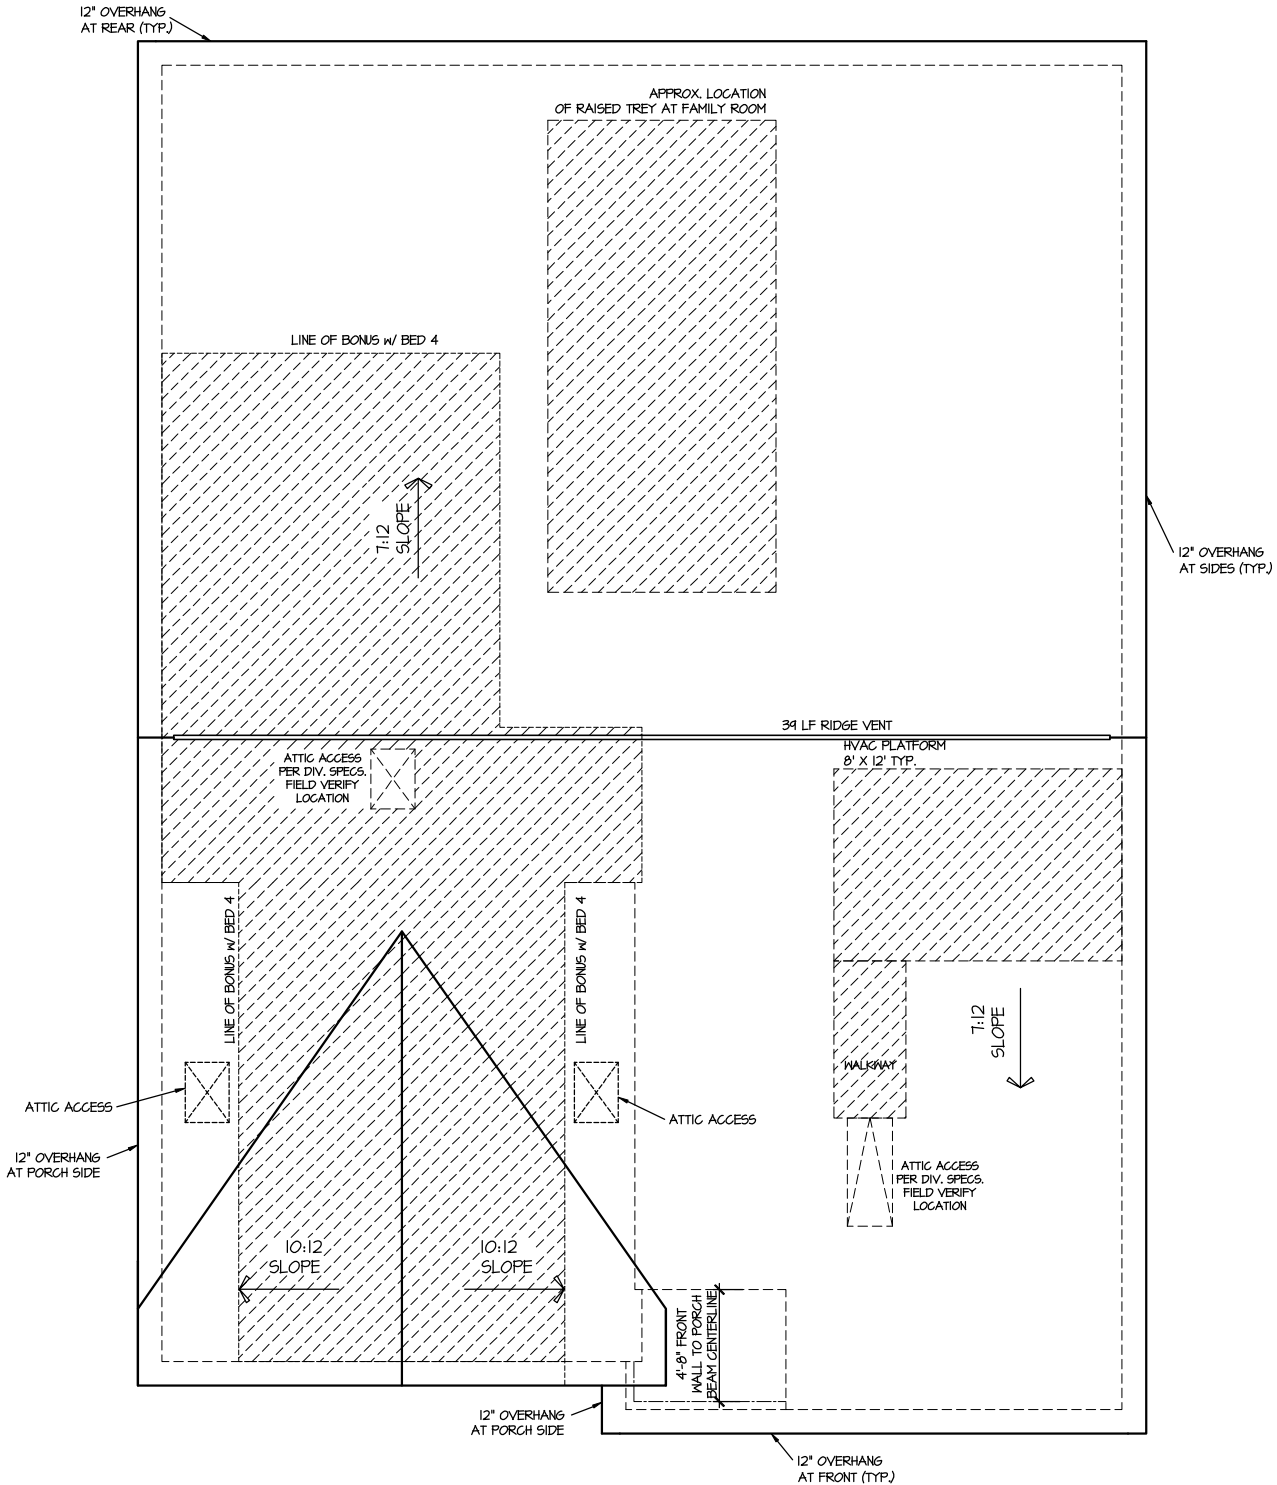 12" OVERHANG
AT REAR (TYP.)
APPROX. LOCATION
OF RAISED TREY AT FAMILY ROOM
LINE OF BONUS w/ BED 4
7:12
SLOPE
12" OVERHANG
AT SIDES (TYP.)
39 LF RIDGE VENT
HVAC PLATFORM
8' X 12' TYP.
ATTIC ACCESS
PER DIV. SPECS.
FIELD VERIFY
LOCATION
LINE OF BONUS w/ BED 4
LINE OF BONUS w/ BED 4
7:12
SLOPE
WALKWAY
ATTIC ACCESS
ATTIC ACCESS
12" OVERHANG
AT PORCH SIDE
ATTIC ACCESS
PER DIV. SPECS.
FIELD VERIFY
LOCATION
10:12
SLOPE
10:12
SLOPE
4'-8" FRONT
WALL TO PORCH
BEAM CENTERLINE
12" OVERHANG
AT PORCH SIDE
12" OVERHANG
AT FRONT (TYP.)